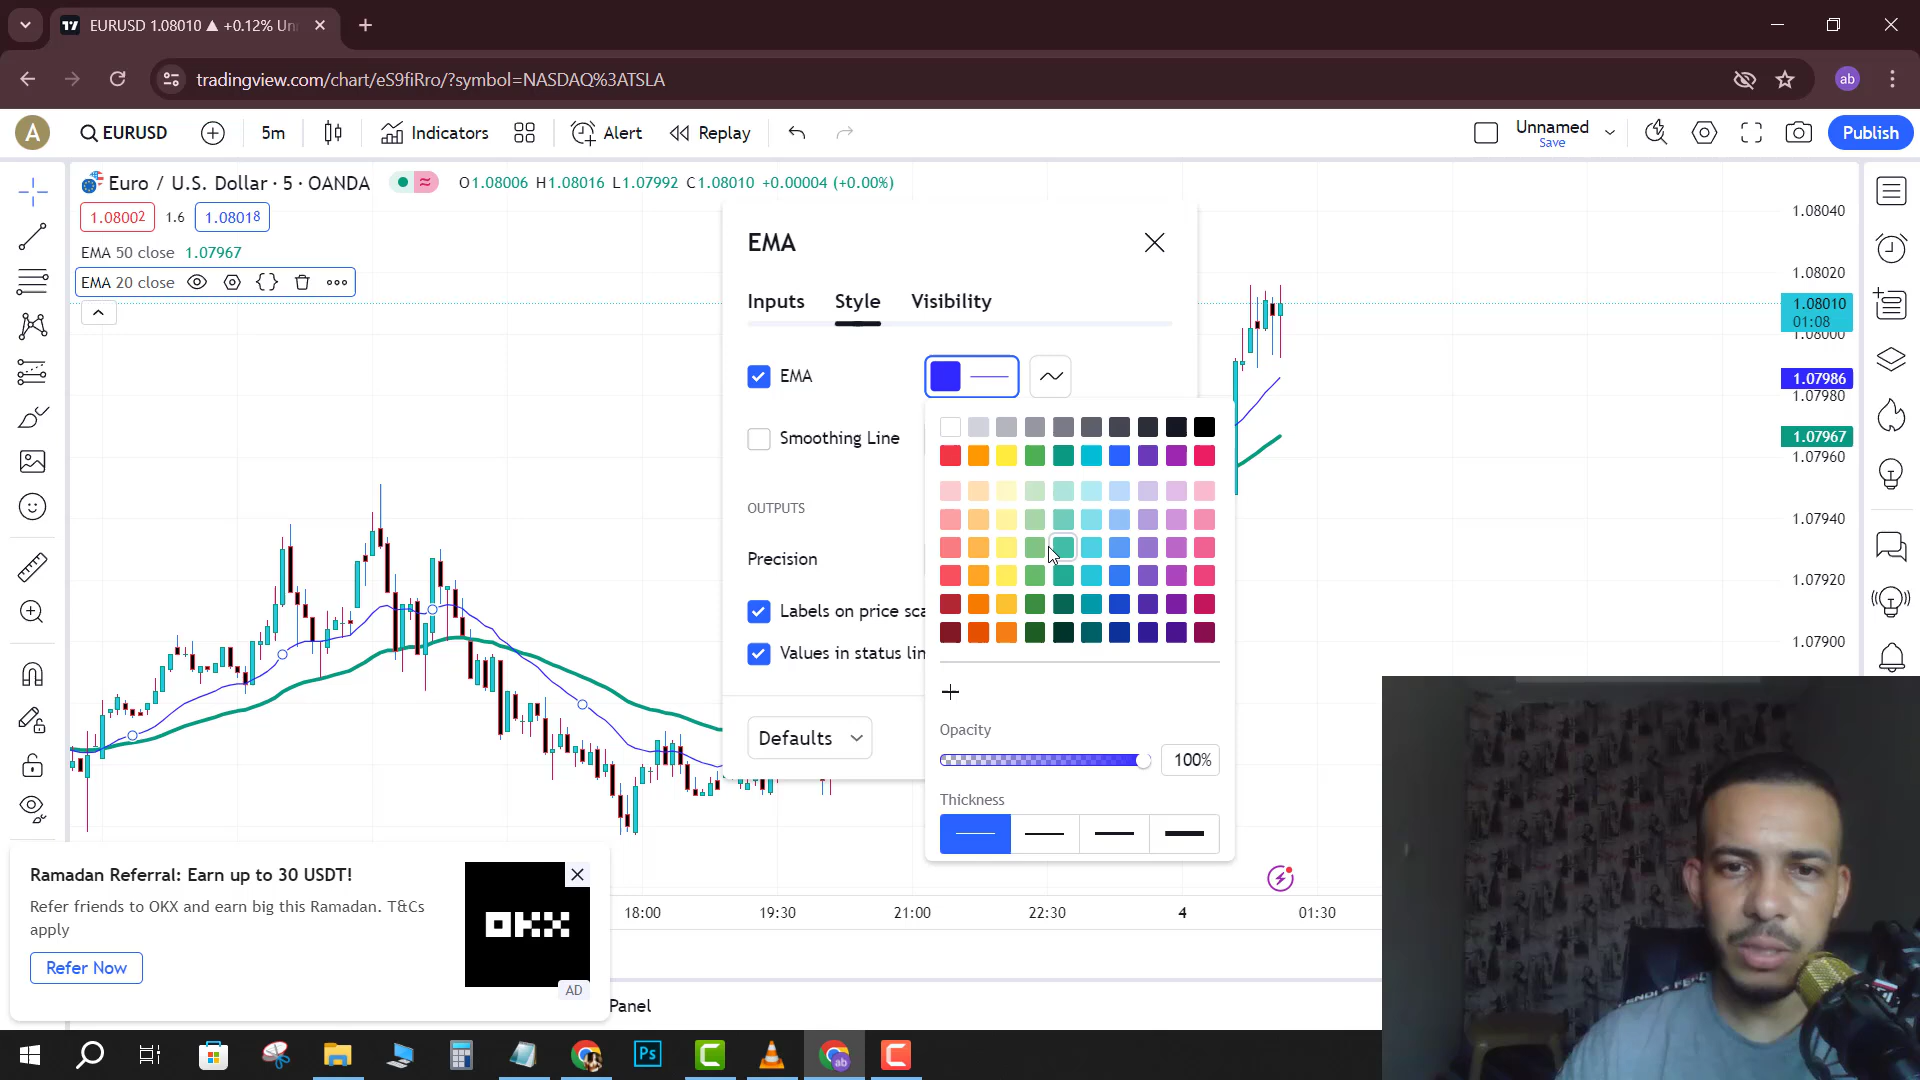 EURUSD 1.08010 ▲ +0.12% Un
tradingview.com/chart/eS9fiRro/?symbol=NASDAQ%3ATSLA
ab
A
EURUSD
5m
Indicators
Alert
Replay
Unnamed
Save
Publish
Euro / U.S. Dollar · 5 · OANDA
O1.08006 H1.08016 L1.07992 C1.08010 +0.00004 (+0.00%)
1.08002 1.6 1.08018
EMA 50 close 1.07967
EMA 20 close
EMA
Inputs
Style
Visibility
EMA
Smoothing Line
OUTPUTS
Precision
Labels on price sca
Values in status lin
Defaults
Opacity
100%
Thickness
1.08040
1.08020
1.08010
01:08
1.08000
1.07986
1.07980
1.07967
1.07960
1.07940
1.07920
1.07900
18:00
19:30
21:00
22:30
4
01:30
Ramadan Referral: Earn up to 30 USDT!
Refer friends to OKX and earn big this Ramadan. T&Cs
apply
Refer Now
OKX
AD
Panel
Ps
ab